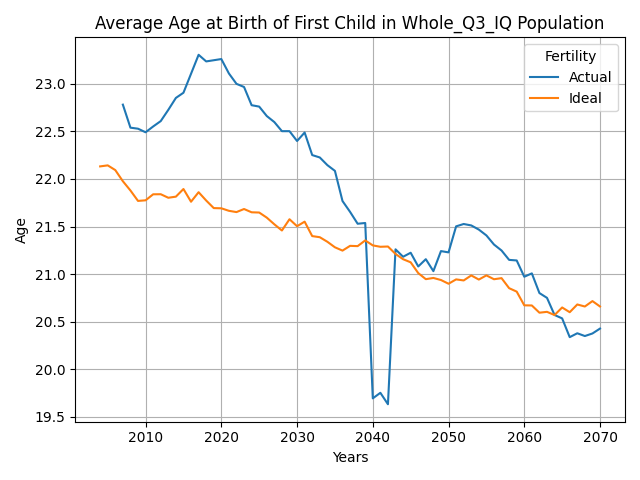 Average Age at Birth of First Child in Whole_Q3_IQ Population
Fertility
Actual
Ideal
Age
23.0
22.5
22.0
21.5
21.0
20.5
20.0
19.5
2010
2020
2030
2040
2050
2060
2070
Years